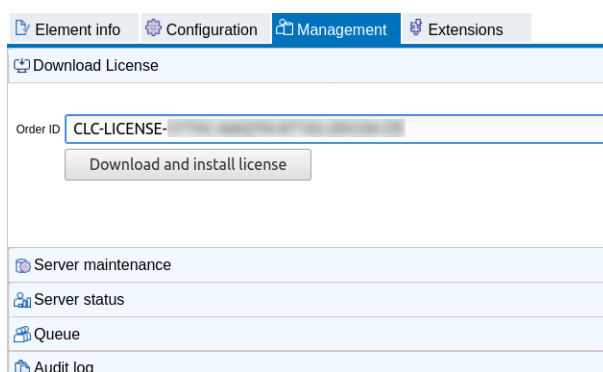 Element info Configuration Management Extensions
Download License
Order ID CLC-LICENSE-
Download and install license
Server maintenance
Server status
Queue
Audit log